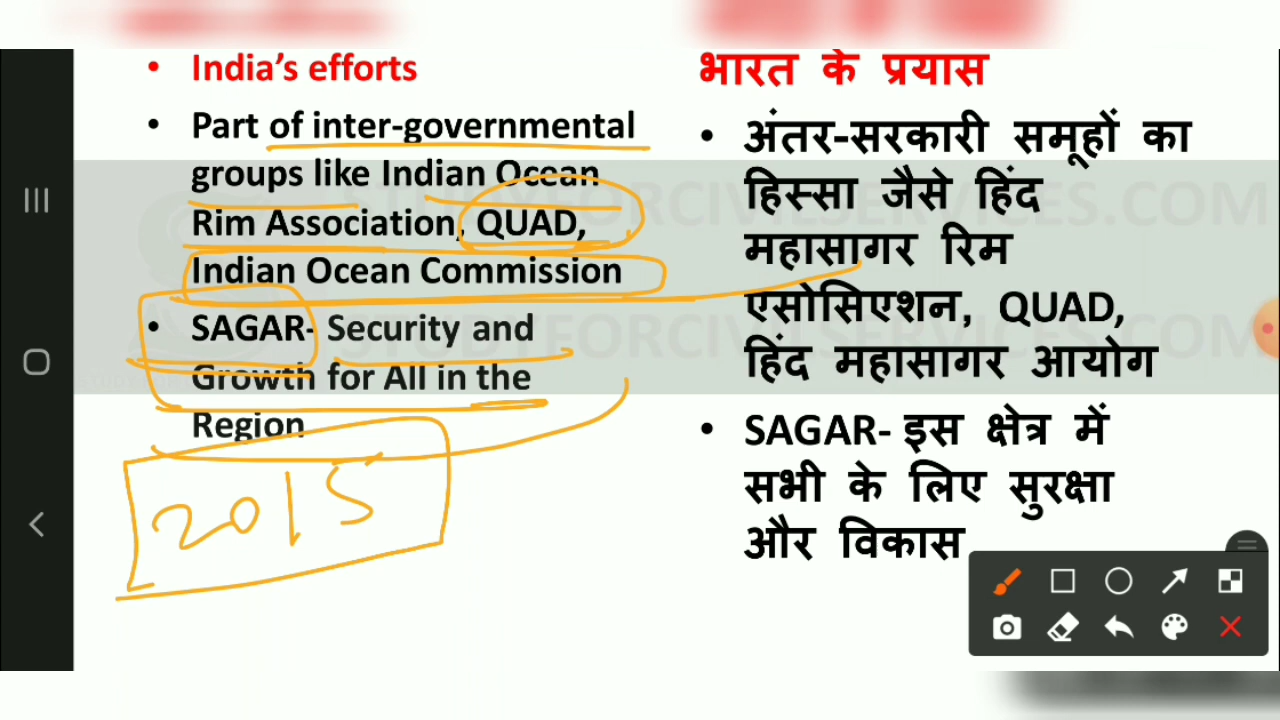 India's efforts
Part of inter-governmental
groups like Indian Ocean
Rim Association, QUAD,
Indian Ocean Commission
SAGAR- Security and
Growth for All in the
Region
2015
भारत के प्रयास
अंतर-सरकारी समूहों का
हिस्सा जैसे हिंद
महासागर रिम
एसोसिएशन, QUAD,
हिंद महासागर आयोग
SAGAR- इस क्षेत्र में
सभी के लिए सुरक्षा
और विकास